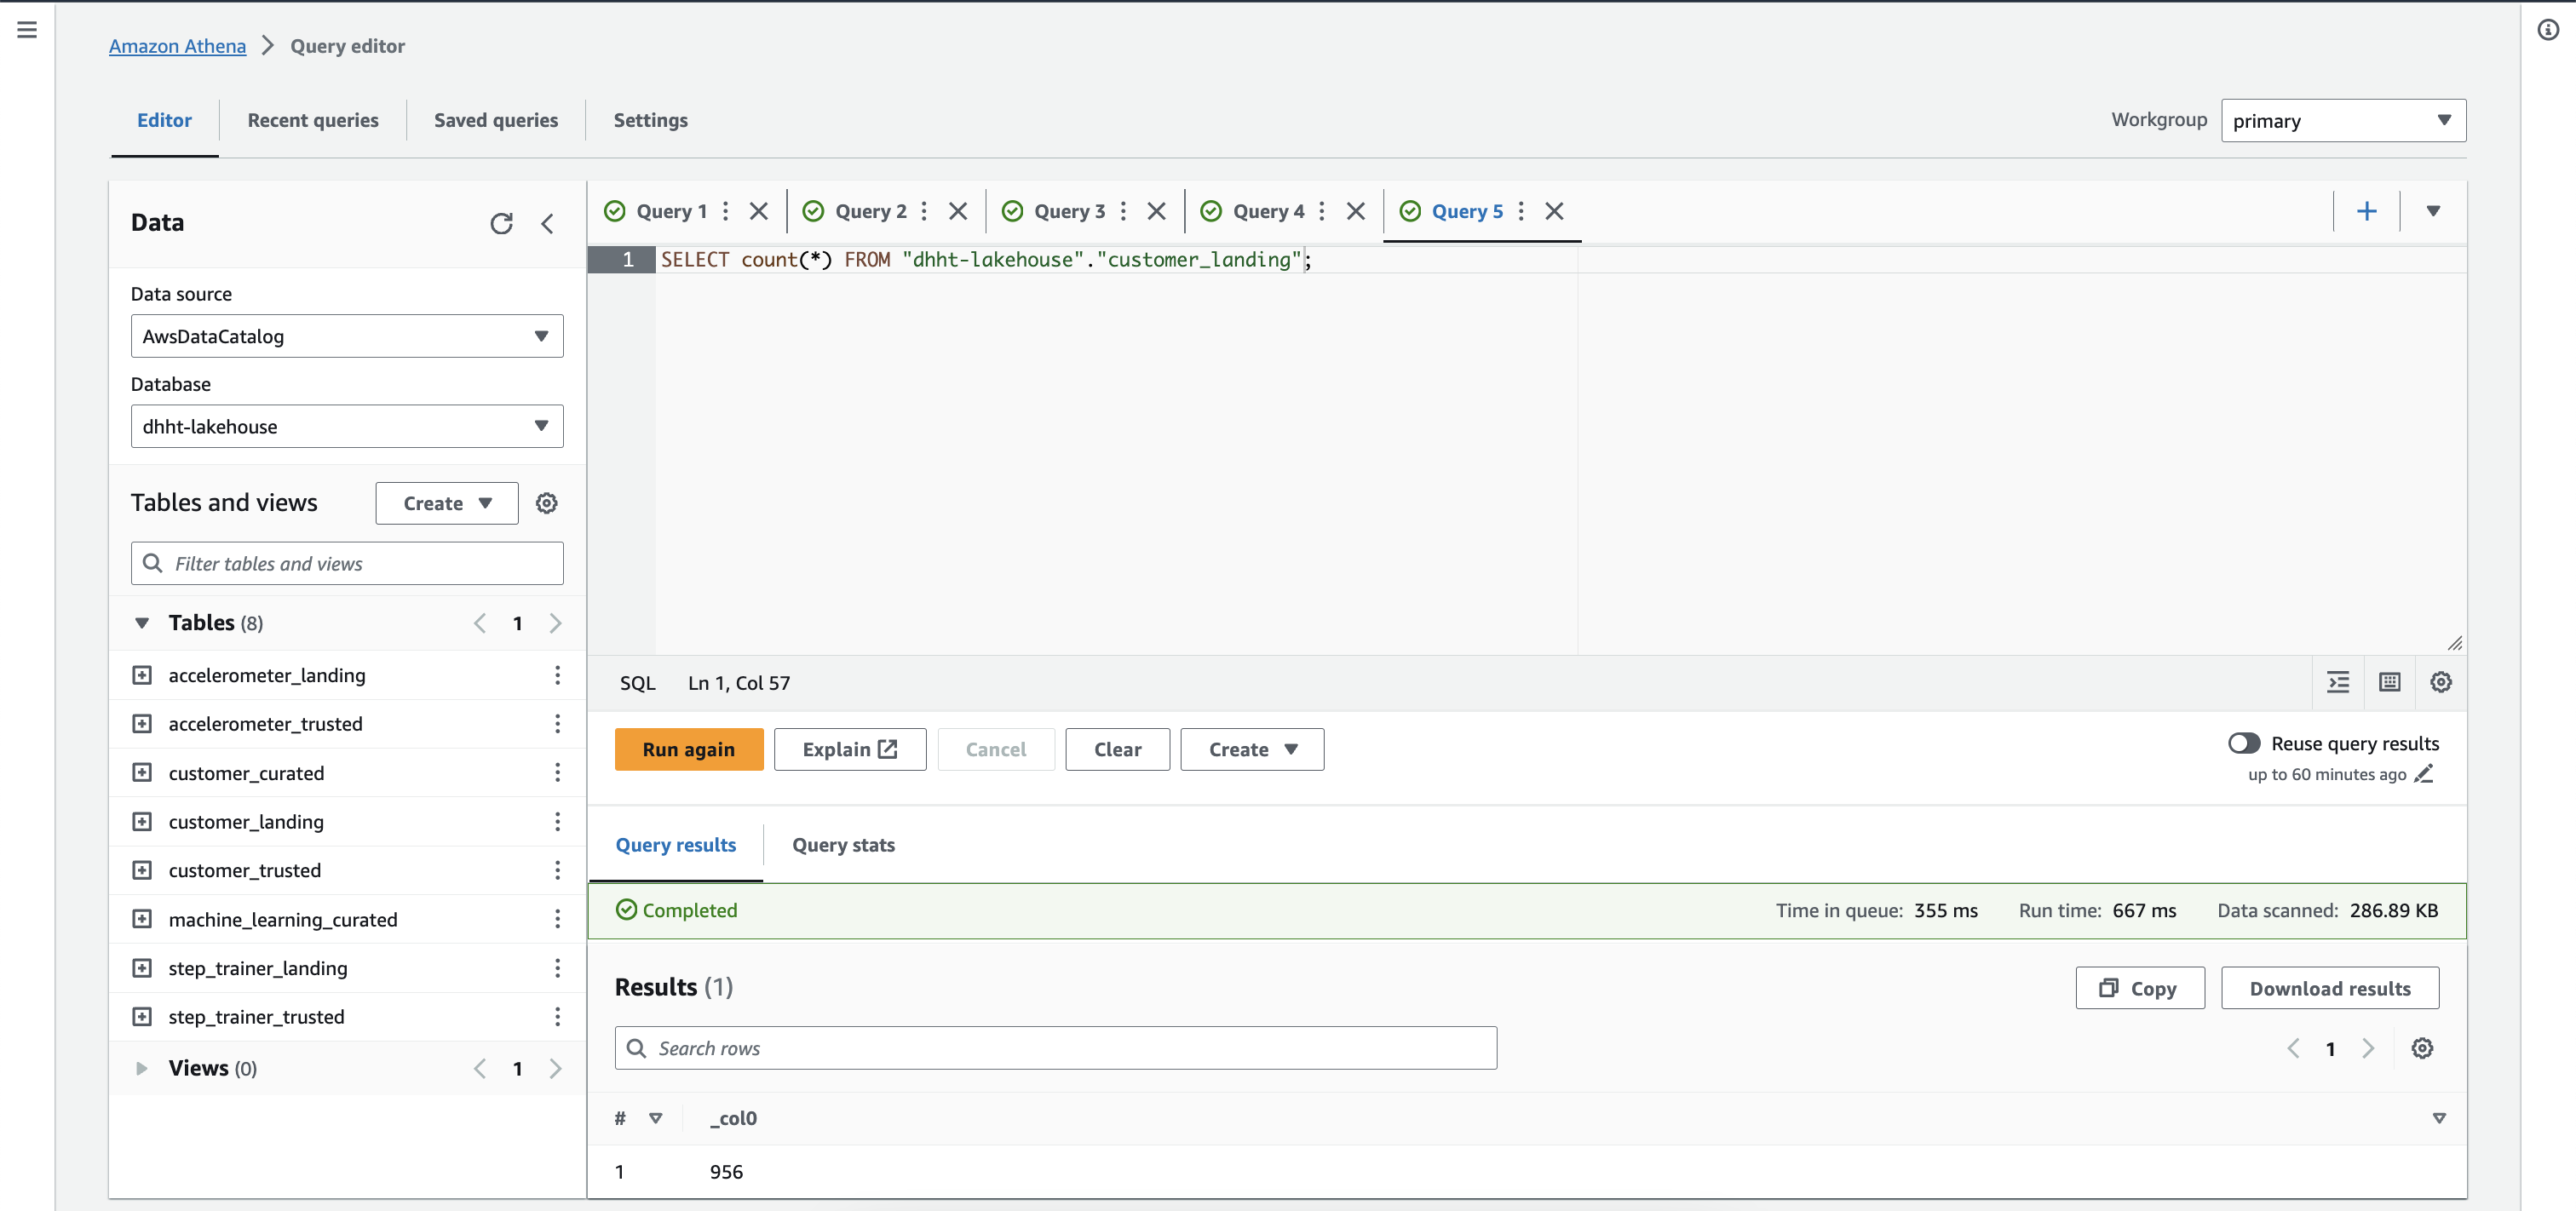 Amazon Athena > Query editor
Editor
Recent queries
Saved queries
Settings
Workgroup
primary
Data
Data source
AwsDataCatalog
Database
dhht-lakehouse
Tables and views
Create
Filter tables and views
Tables (8)
1
accelerometer_landing
accelerometer_trusted
customer_curated
customer_landing
customer_trusted
machine_learning_curated
step_trainer_landing
step_trainer_trusted
Views (0)
1
Query 1
Query 2
Query 3
Query 4
Query 5
1 SELECT count(*) FROM "dhht-lakehouse"."customer_landing";
SQL Ln 1, Col 57
Run again
Explain
Cancel
Clear
Create
Reuse query results
up to 60 minutes ago
Query results
Query stats
Completed
Time in queue: 355 ms
Run time: 667 ms
Data scanned: 286.89 KB
Results (1)
Copy
Download results
Search rows
1
# _col0
1 956